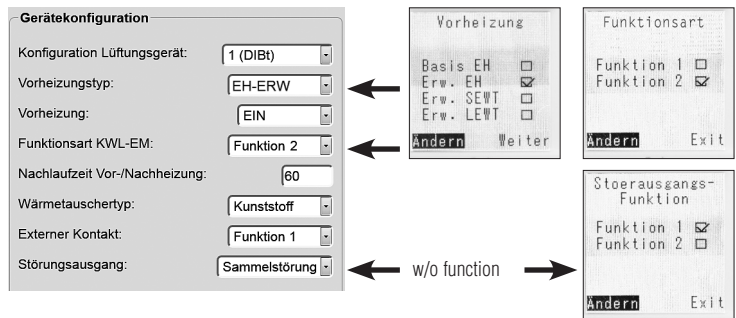 Gerätekonfiguration
Konfiguration Lüftungsgerät: 1 (DIBt)
Vorheizungstyp: EH-ERW
Vorheizung: EIN
Funktionsart KWL-EM: Funktion 2
Nachlaufzeit Vor-/Nachheizung: 60
Wärmetauschertyp: Kunststoff
Externer Kontakt: Funktion 1
Störungsausgang: Sammelstörung
Vorheizung
Basis EH
Erw. EH
Erw. SEWT
Erw. LEWT
Ändern Weiter
Funktionsart
Funktion 1
Funktion 2
Ändern Exit
w/o function
Stoerausgangs-
Funktion
Funktion 1
Funktion 2
Ändern Exit